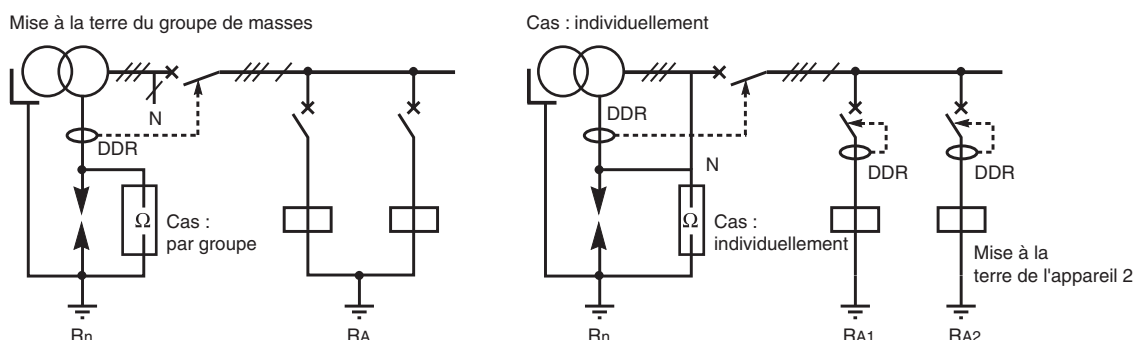 Mise à la terre du groupe de masses
N
DDR
Ω
Cas :
par groupe
Rn
RA
Cas : individuellement
DDR
N
Ω
Cas :
individuellement
DDR
DDR
Mise à la
terre de l'appareil 2
Rn
RA1
RA2